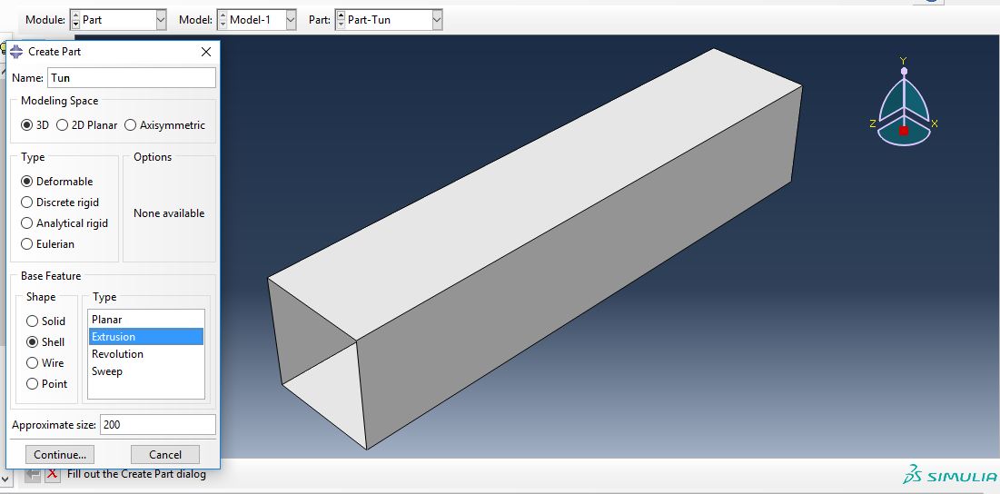 Module: Part Model: Model-1 Part: Part-Tun
Create Part
Name: Tun
Modeling Space
3D 2D Planar Axisymmetric
Type Options
Deformable
Discrete rigid
None available
Analytical rigid
Eulerian
Base Feature
Shape Type
Solid Planar
Shell Extrusion
Wire Revolution
Point Sweep
Approximate size: 200
Continue... Cancel
Fill out the Create Part dialog
Y
Z X
SIMULIA